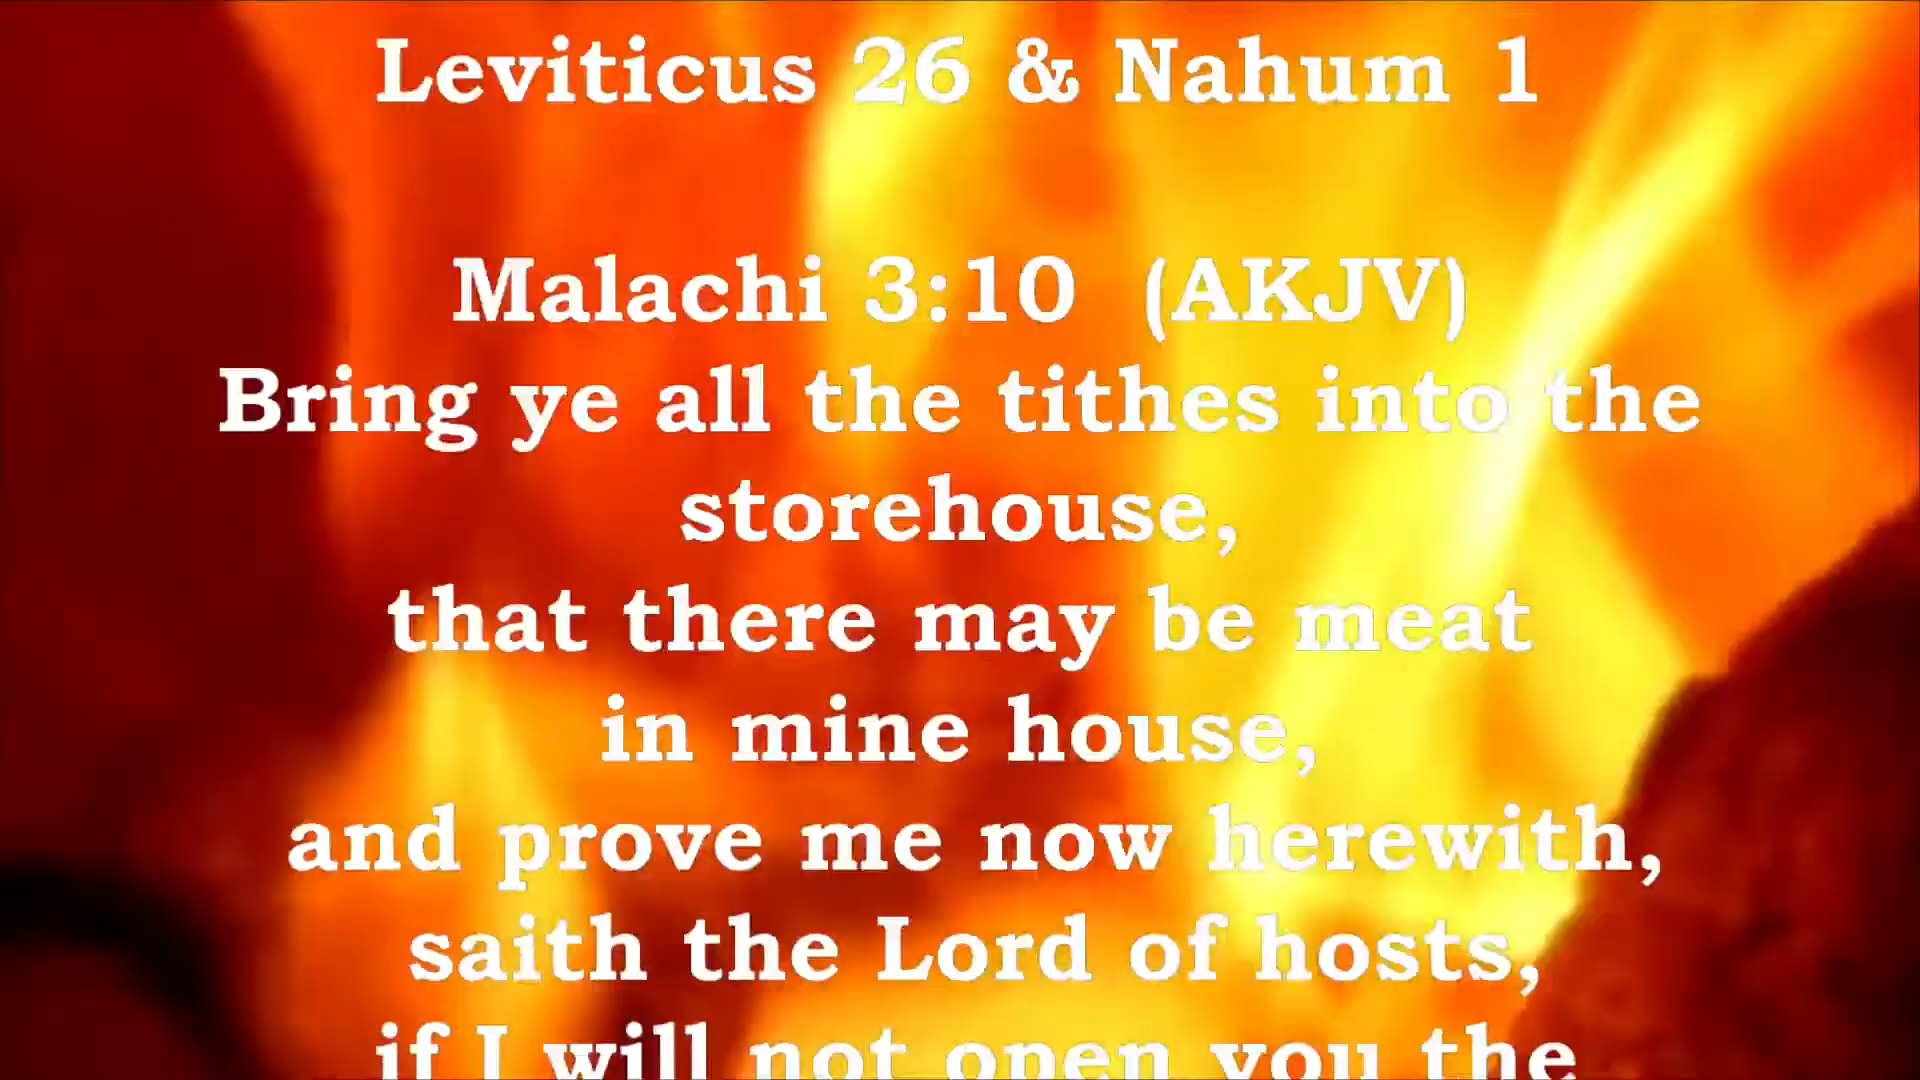 Leviticus 26 & Nahum 1
Malachi 3:10 (AKJV)
Bring ye all the tithes into the
storehouse,
that there may be meat
in mine house,
and prove me now herewith,
saith the Lord of hosts,
if I will not open you the